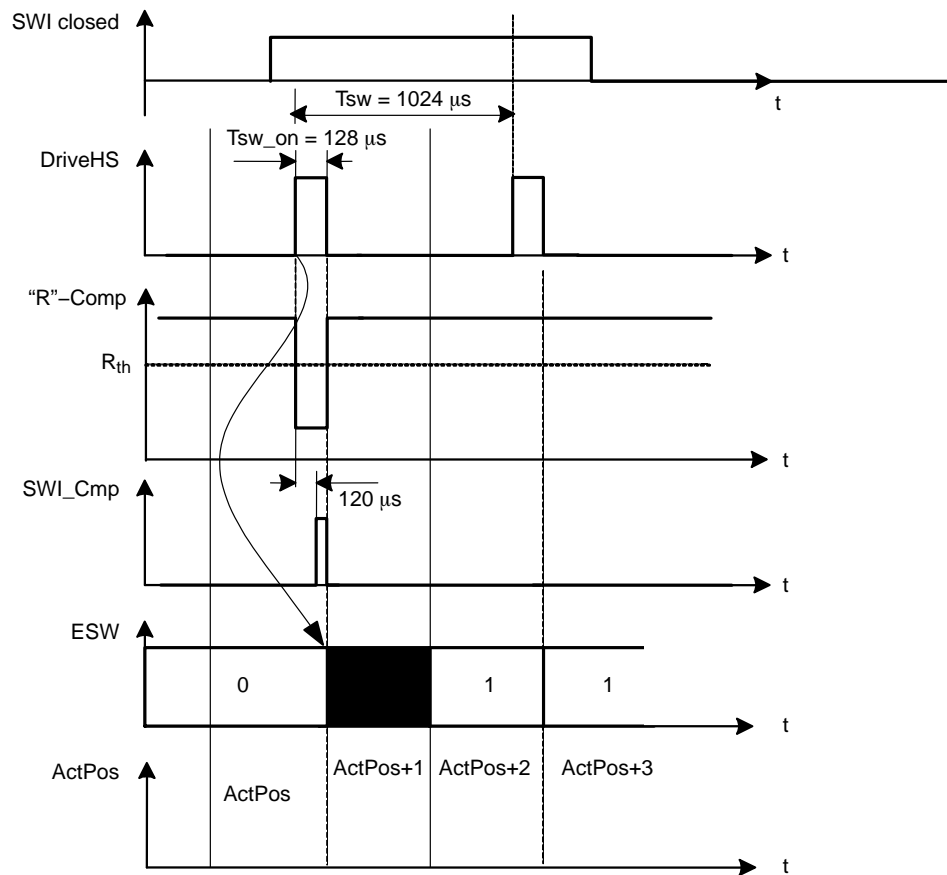 SWI closed
t
Tsw = 1024 μs
Tsw_on = 128 μs
DriveHS
t
“R”−Comp
Rth
t
SWI_Cmp
120 μs
t
ESW
0
1
1
t
ActPos
ActPos
ActPos+1
ActPos+2
ActPos+3
t